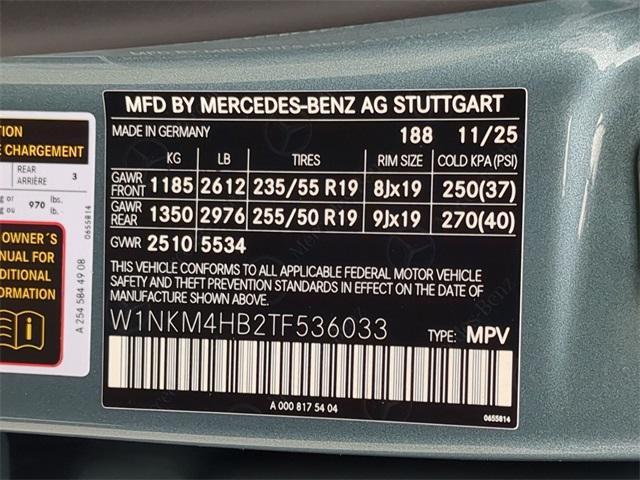 MFD BY MERCEDES-BENZ AG STUTTGART
MADE IN GERMANY 188 11/25
KG LB TIRES RIM SIZE COLD KPA (PSI)
GAWR FRONT 1185 2612 235/55 R19 8Jx19 250(37)
GAWR REAR 1350 2976 255/50 R19 9Jx19 270(40)
GVWR 2510 5534
THIS VEHICLE CONFORMS TO ALL APPLICABLE FEDERAL MOTOR VEHICLE
SAFETY AND THEFT PREVENTION STANDARDS IN EFFECT ON THE DATE OF
MANUFACTURE SHOWN ABOVE.
W1NKM4HB2TF536033 TYPE: MPV
A 000 817 54 04
0655814
E CHARGEMENT
REAR
ARRIÈRE 3
or
ou 970 lbs.
lb.
OWNER'S
MANUAL FOR
DITIONAL
ORMATION
A 254 584 49 08
0655814